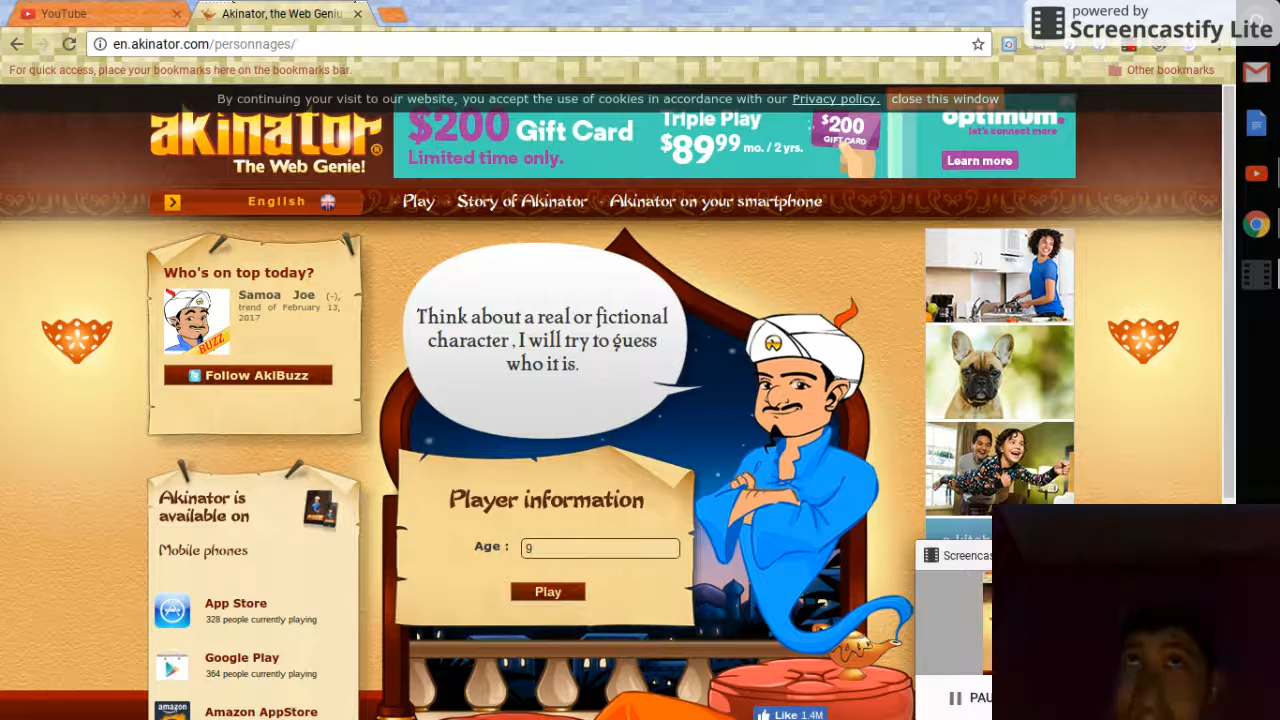 YouTube
Akinator, the Web Geniu
powered by
Screencastify Lite
en.akinator.com/personnages/
For quick access, place your bookmarks here on the bookmarks bar.
Other bookmarks
By continuing your visit to our website, you accept the use of cookies in accordance with our Privacy policy. close this window
akinator®
The Web Genie!
$200 Gift Card
Limited time only.
Triple Play
$89.99 mo. / 2 yrs.
$200
GIFT CARD
optimum.
let's connect more.
Learn more
English
Play
Story of Akinator
Akinator on your smartphone
Who's on top today?
Samoa Joe (-),
trend of February 13,
2017
BUZZ
Follow AkiBuzz
Think about a real or fictional
character, I will try to guess
who it is.
Akinator is
available on
Mobile phones
App Store
328 people currently playing
Google Play
364 people currently playing
amazon
Amazon AppStore
Player information
Age :
9
Play
Screencas
PAU
Like 1.4M